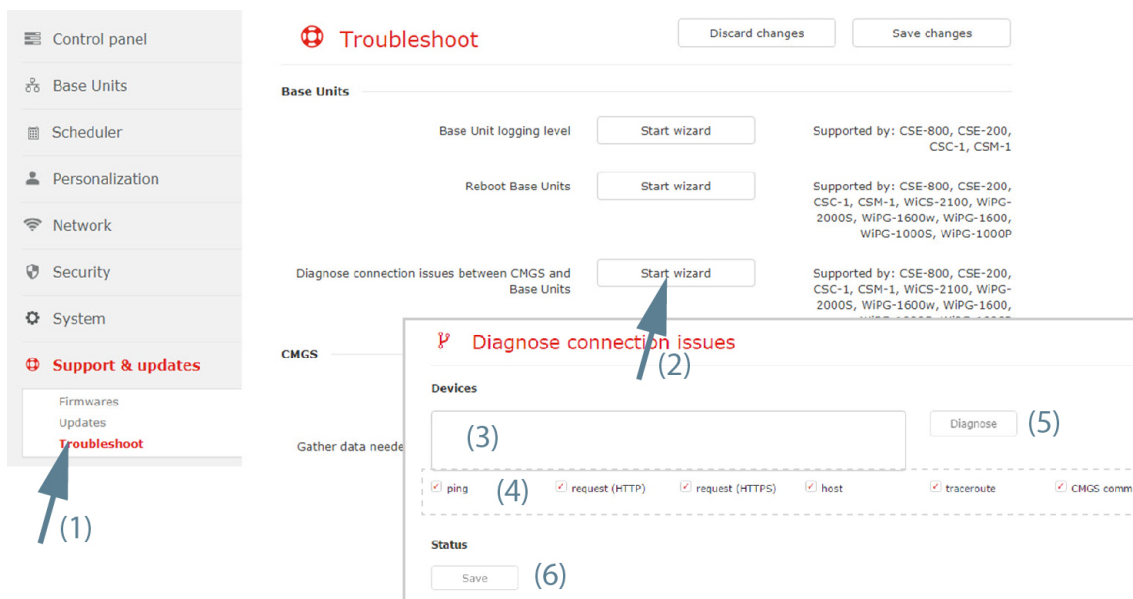 Control panel
Base Units
Scheduler
Personalization
Network
Security
System
Support & updates
Firmwares
Updates
Troubleshoot
(1)
Troubleshoot
Discard changes
Save changes
Base Units
Base Unit logging level
Start wizard
Supported by: CSE-800, CSE-200,
CSC-1, CSM-1
Reboot Base Units
Start wizard
Supported by: CSE-800, CSE-200,
CSC-1, CSM-1, WiCS-2100, WiPG-
2000S, WiPG-1600w, WiPG-1600,
WiPG-1000S, WiPG-1000P
Diagnose connection issues between CMGS and
Base Units
Start wizard
Supported by: CSE-800, CSE-200,
CSC-1, CSM-1, WiCS-2100, WiPG-
2000S, WiPG-1600w, WiPG-1600,
(2)
CMGS
Gather data neede
Diagnose connection issues
Devices
(3)
Diagnose
(5)
ping
(4)
request (HTTP)
request (HTTPS)
host
traceroute
CMGS comm
Status
Save
(6)